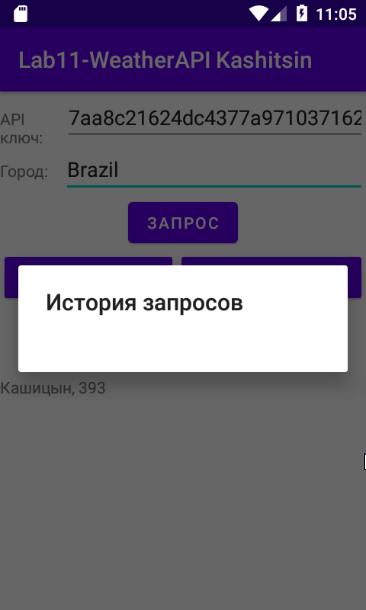 11:05
Lab11-WeatherAPI Kashitsin
API
ключ:
7aa8c21624dc4377a971037162
Город:
Brazil
ЗАПРОС
История запросов
Кашицын, 393